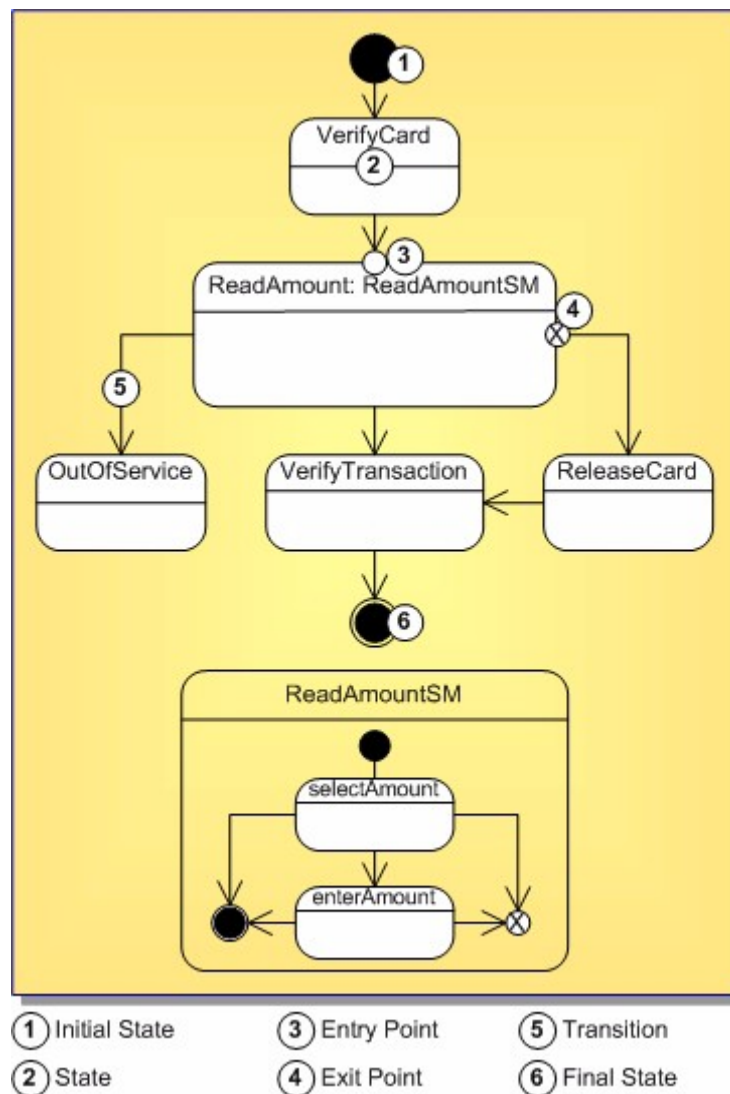 1
VerifyCard
2
3
ReadAmount: ReadAmountSM
4
X
5
OutOfService
VerifyTransaction
ReleaseCard
6
ReadAmountSM
selectAmount
enterAmount
X
1 Initial State
3 Entry Point
5 Transition
2 State
4 Exit Point
6 Final State